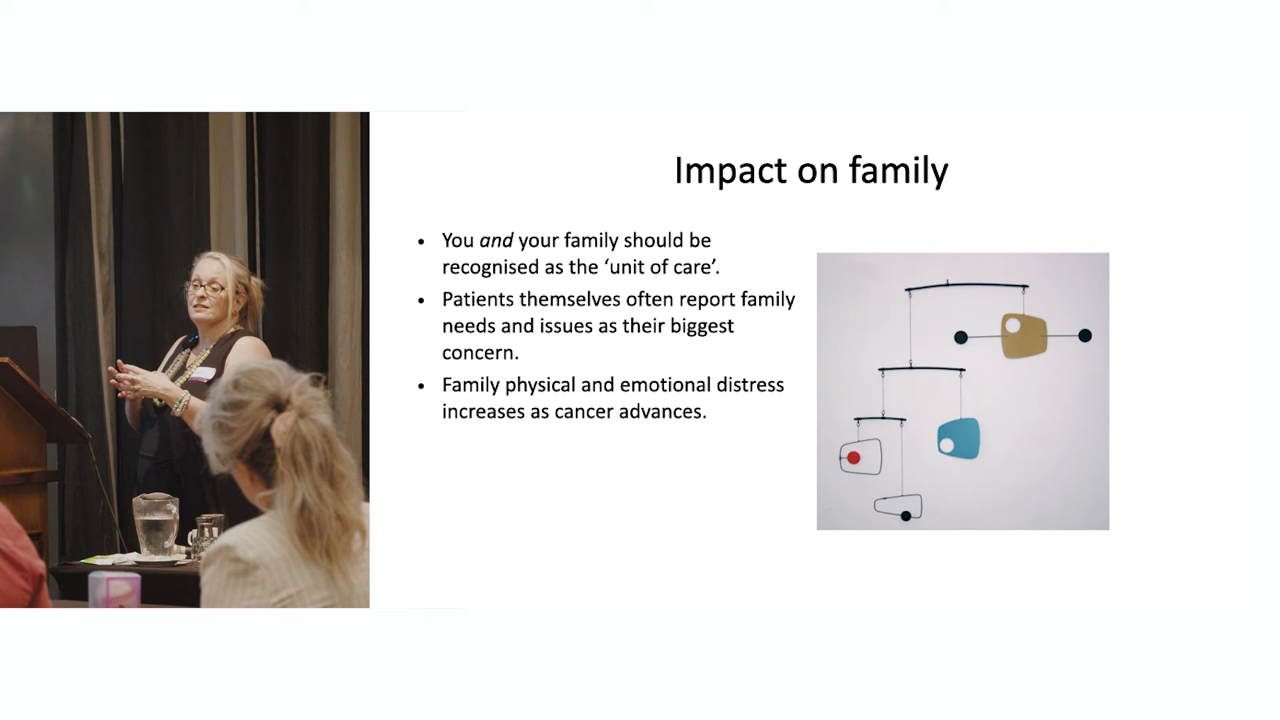 Impact on family
• You and your family should be
recognised as the ‘unit of care’.
• Patients themselves often report family
needs and issues as their biggest
concern.
• Family physical and emotional distress
increases as cancer advances.